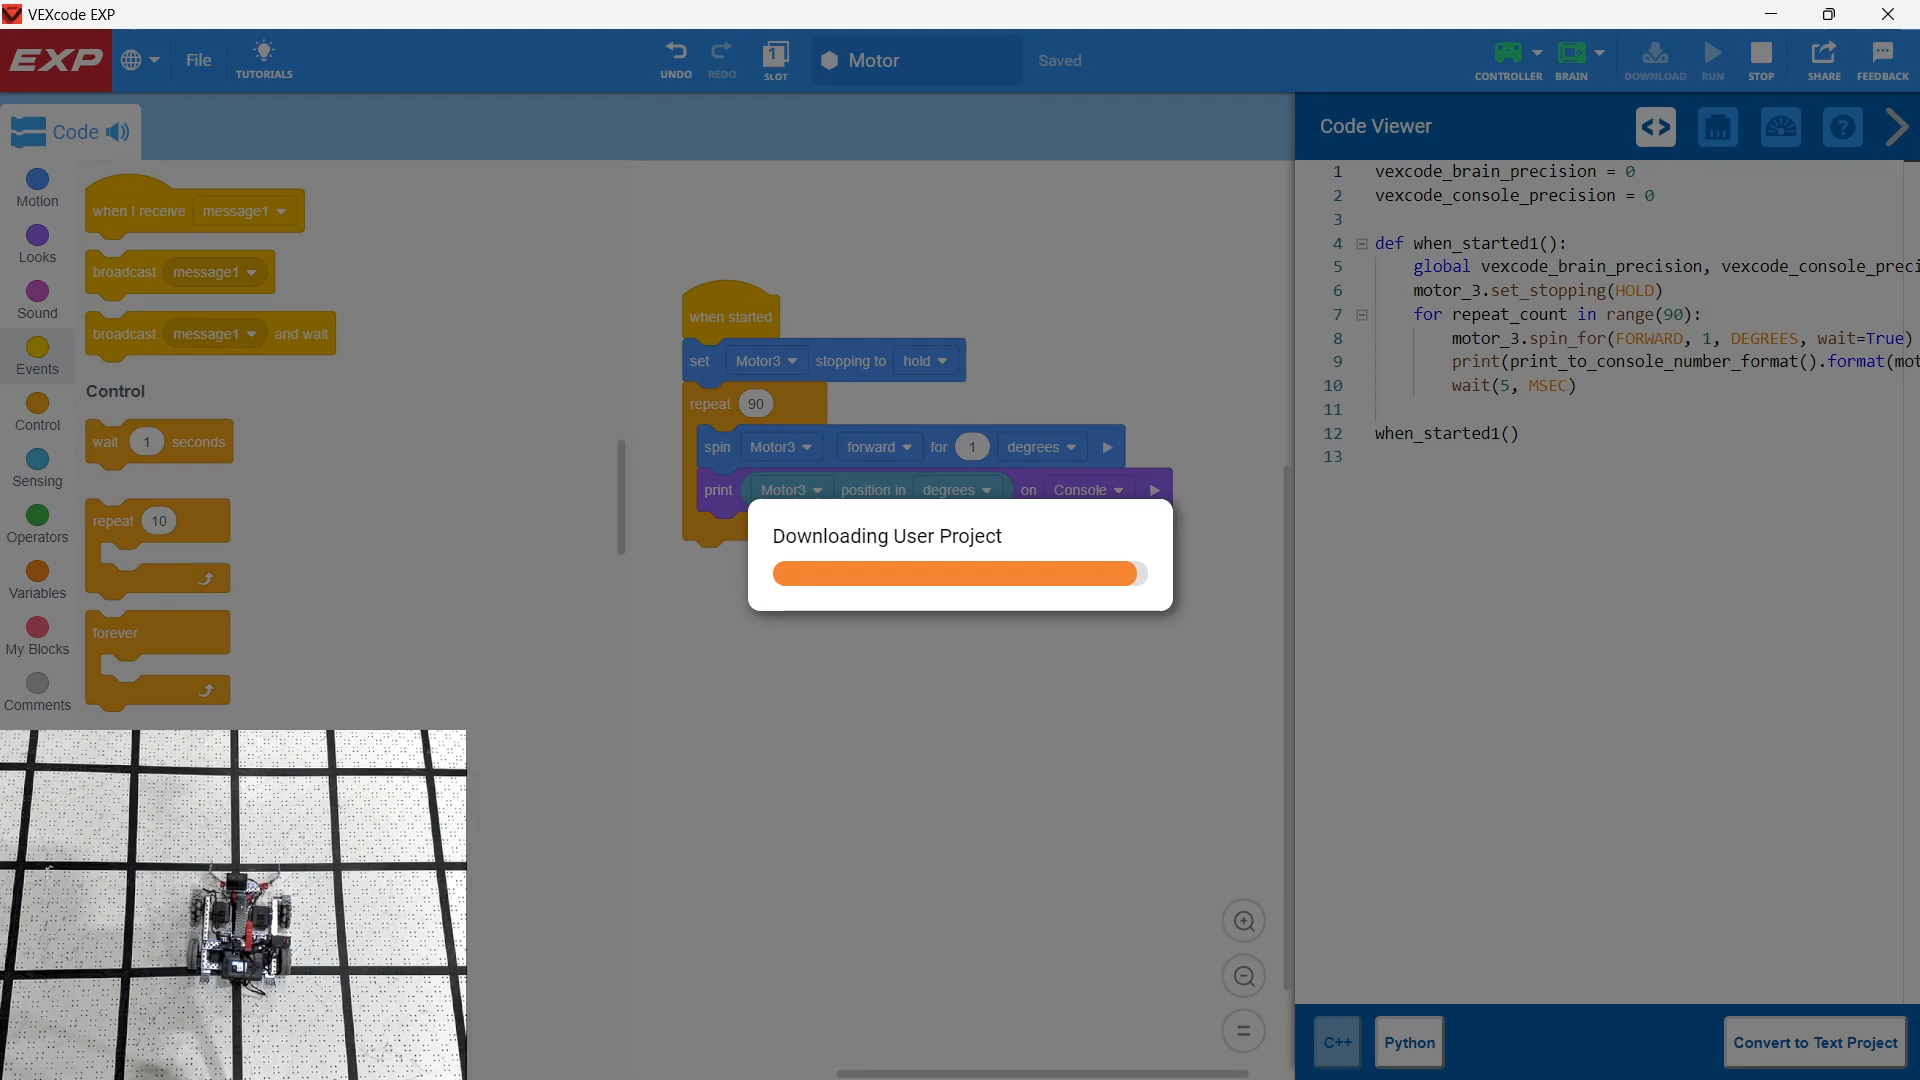 VEXcode EXP
EXP
File
TUTORIALS
UNDO
REDO
1
SLOT
Motor
Saved
CONTROLLER
BRAIN
DOWNLOAD
RUN
STOP
SHARE
FEEDBACK
Code
Code Viewer
Motion
Looks
Sound
Events
Control
Sensing
Operators
Variables
My Blocks
Comments
when I receive message1
broadcast message1
broadcast message1 and wait
Control
wait 1 seconds
repeat 10
forever
when started
set Motor3 stopping to hold
repeat 90
spin Motor3 forward for 1 degrees
print Motor3 position in degrees on Console
Downloading User Project
1 vexcode_brain_precision = 0
2 vexcode_console_precision = 0
3
4 def when_started1():
5 global vexcode_brain_precision, vexcode_console_preci
6 motor_3.set_stopping(HOLD)
7 for repeat_count in range(90):
8 motor_3.spin_for(FORWARD, 1, DEGREES, wait=True)
9 print(print_to_console_number_format().format(mot
10 wait(5, MSEC)
11
12 when_started1()
13
C++
Python
Convert to Text Project